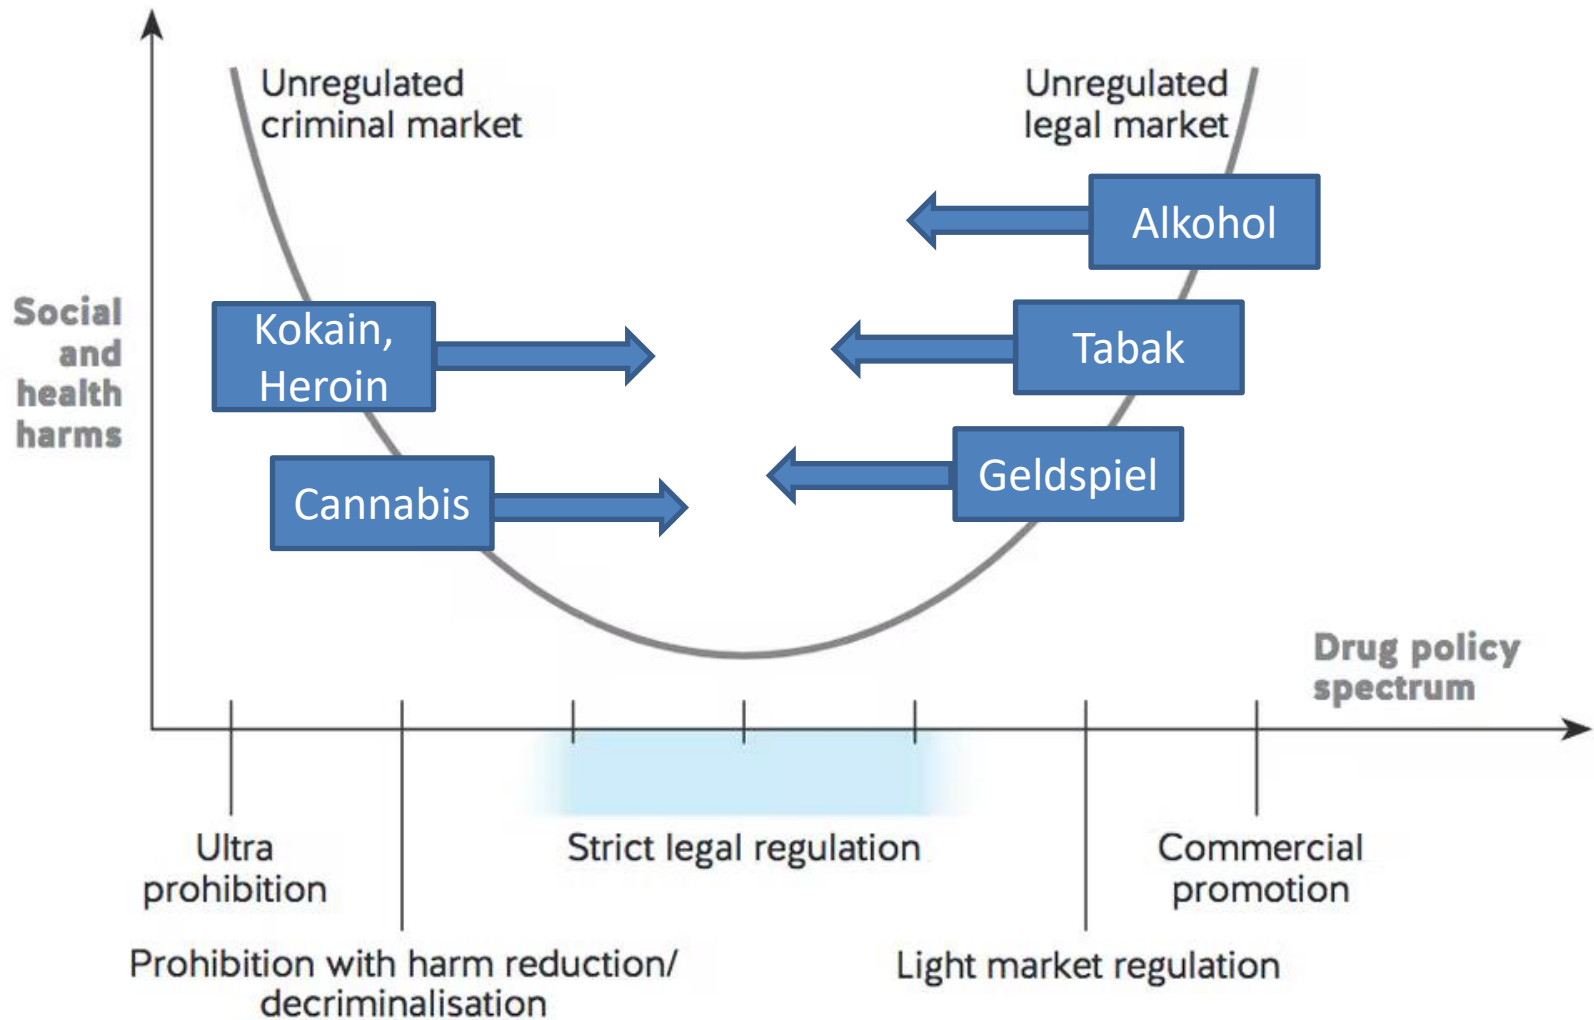 Unregulated
criminal market
Unregulated
legal market
Alkohol
Social
and
health
harms
Kokain,
Heroin
Tabak
Cannabis
Geldspiel
Drug policy
spectrum
Ultra
prohibition
Strict legal regulation
Commercial
promotion
Prohibition with harm reduction/
decriminalisation
Light market regulation